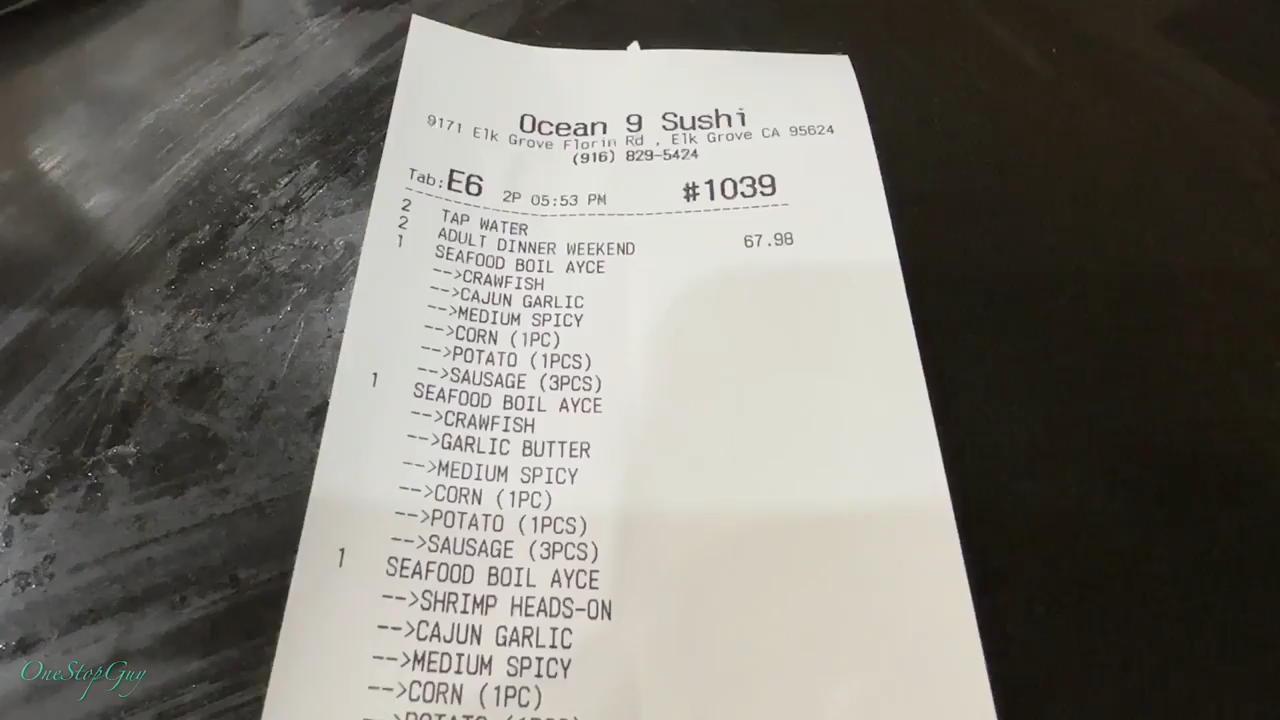 Ocean 9 Sushi
9171 Elk Grove Florin Rd , Elk Grove CA 95624
(916) 829-5424
Tab:E6 2P 05:53 PM #1039
2 TAP WATER
2 ADULT DINNER WEEKEND 67.98
1 SEAFOOD BOIL AYCE
-->CRAWFISH
-->CAJUN GARLIC
-->MEDIUM SPICY
-->CORN (1PC)
-->POTATO (1PCS)
-->SAUSAGE (3PCS)
1 SEAFOOD BOIL AYCE
-->CRAWFISH
-->GARLIC BUTTER
-->MEDIUM SPICY
-->CORN (1PC)
-->POTATO (1PCS)
-->SAUSAGE (3PCS)
1 SEAFOOD BOIL AYCE
-->SHRIMP HEADS-ON
-->CAJUN GARLIC
-->MEDIUM SPICY
-->CORN (1PC)
-->POTATO (1PCS)
OneStopGuy